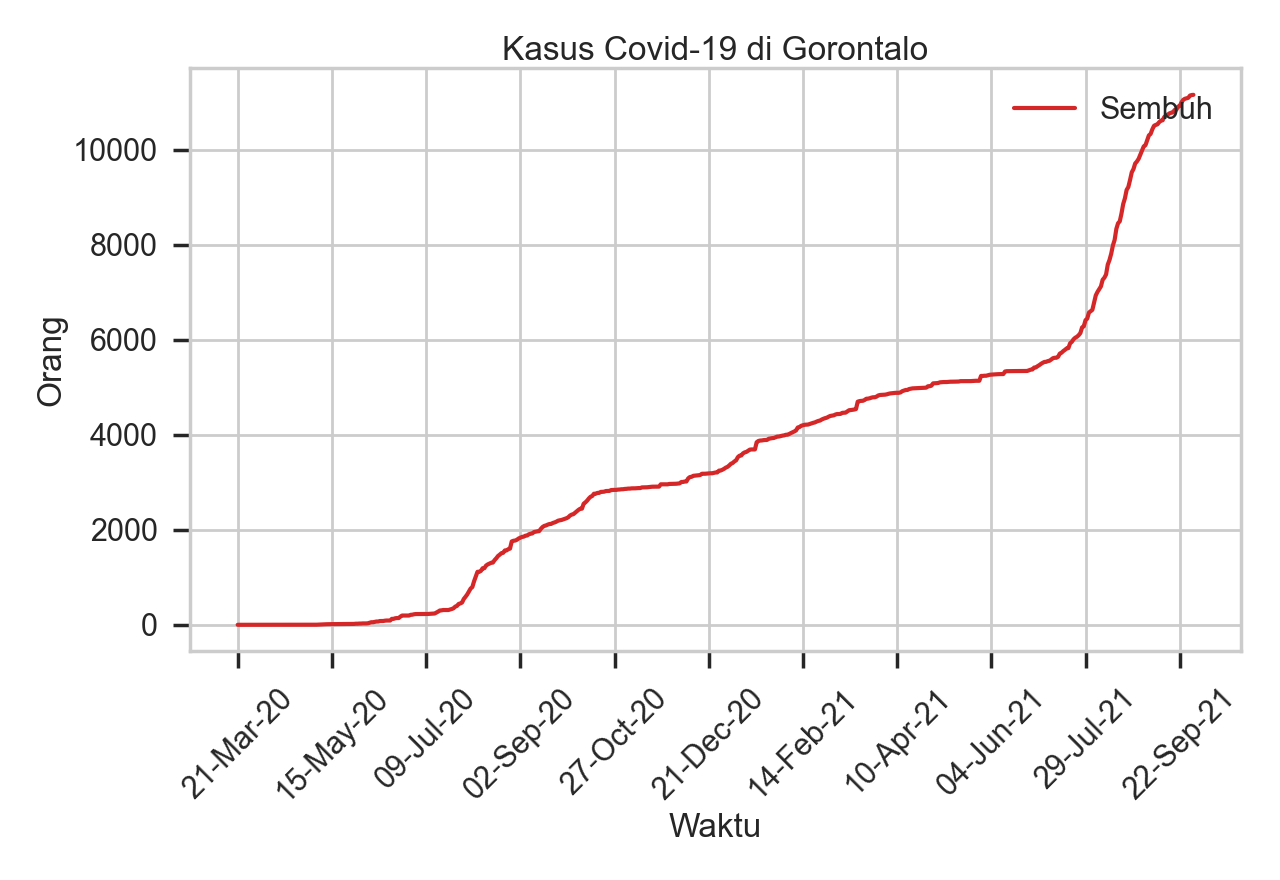 Kasus Covid-19 di Gorontalo
Sembuh
Orang
10000
8000
6000
4000
2000
0
21-Mar-20
15-May-20
09-Jul-20
02-Sep-20
27-Oct-20
21-Dec-20
14-Feb-21
10-Apr-21
04-Jun-21
29-Jul-21
22-Sep-21
Waktu